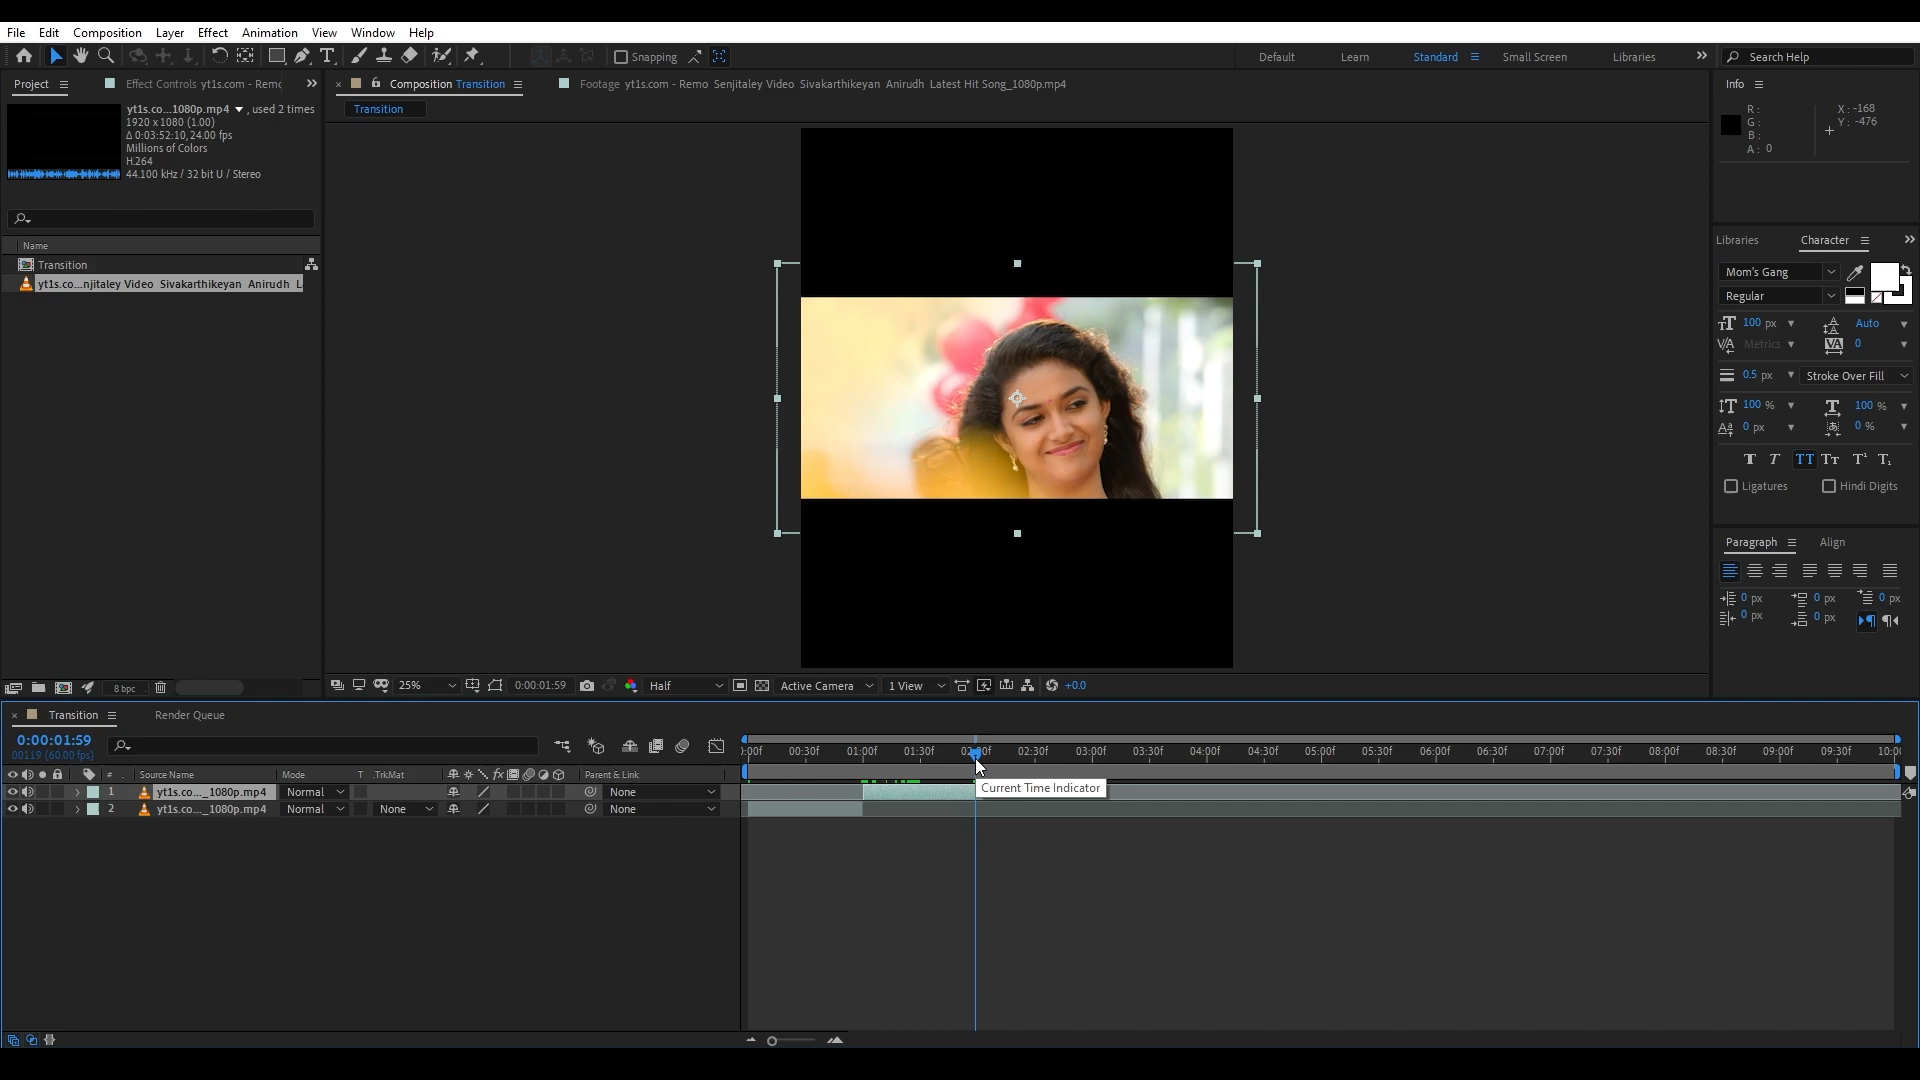 File Edit Composition Layer Effect Animation View Window Help
Snapping Default Learn Standard Small Screen Libraries Search Help
Project Effect Controls yt1s.com - Remo Composition Transition Footage yt1s.com - Remo Senjitaley Video Sivakarthikeyan Anirudh Latest Hit Song_1080p.mp4 Info
Transition
yt1s.co...1080p.mp4 , used 2 times
1920 x 1080 (1.00)
Δ 0:03:52:10, 24.00 fps
Millions of Colors
H.264
44.100 kHz / 32 bit U / Stereo
R :
G :
B :
A : 0
X : -168
Y : -476
Name
Transition
yt1s.co...njitaley Video Sivakarthikeyan Anirudh L
Libraries Character
Mom's Gang
Regular
100 px Auto
Metrics 0
0.5 px Stroke Over Fill
100 % 100 %
0 px 0 %
T T TT Tт T¹ T₁
Ligatures Hindi Digits
Paragraph Align
0 px 0 px 0 px
0 px 0 px
8 bpc 25% 0:00:01:59 Half Active Camera 1 View +0.0
Transition Render Queue
0:00:01:59
00119 (60.00 fps)
:00f 00:30f 01:00f 01:30f 02:00f 02:30f 03:00f 03:30f 04:00f 04:30f 05:00f 05:30f 06:00f 06:30f 07:00f 07:30f 08:00f 08:30f 09:00f 09:30f 10:00
# Source Name Mode T .TrkMat fx Parent & Link
1 yt1s.co..._1080p.mp4 Normal None
Current Time Indicator
2 yt1s.co..._1080p.mp4 Normal None None